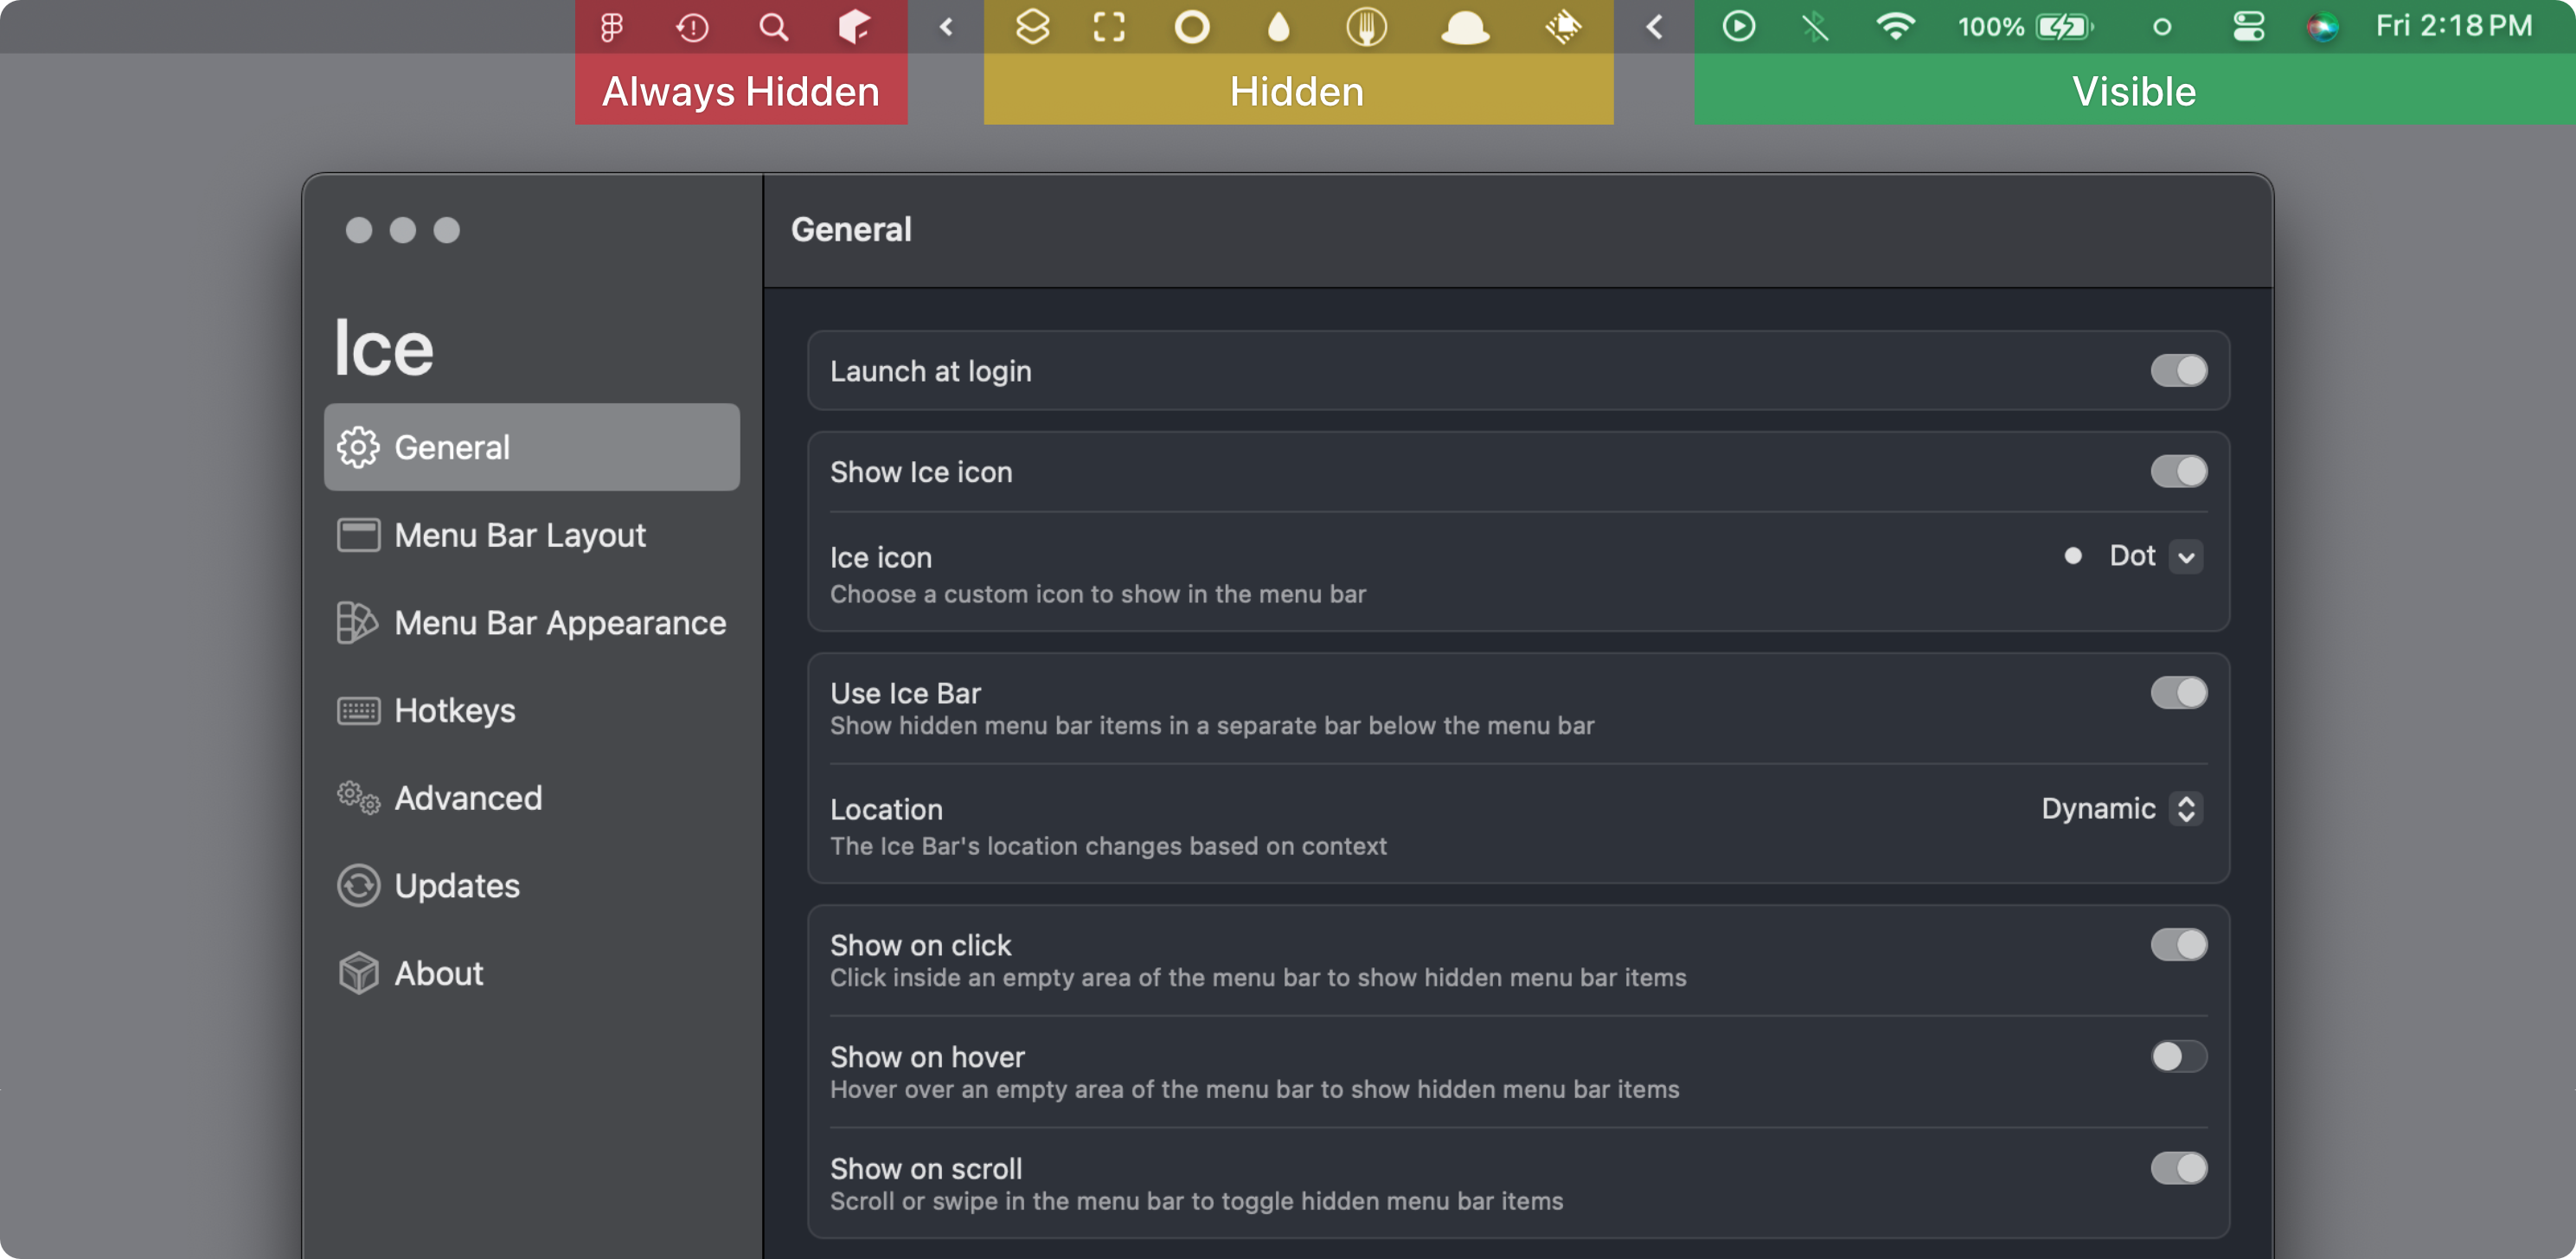 100%
Fri 2:18 PM
Always Hidden
Hidden
Visible
General
Ice
General
Menu Bar Layout
Menu Bar Appearance
Hotkeys
Advanced
Updates
About
Launch at login
Show Ice icon
Ice icon
Dot
Choose a custom icon to show in the menu bar
Use Ice Bar
Show hidden menu bar items in a separate bar below the menu bar
Location
Dynamic
The Ice Bar's location changes based on context
Show on click
Click inside an empty area of the menu bar to show hidden menu bar items
Show on hover
Hover over an empty area of the menu bar to show hidden menu bar items
Show on scroll
Scroll or swipe in the menu bar to toggle hidden menu bar items